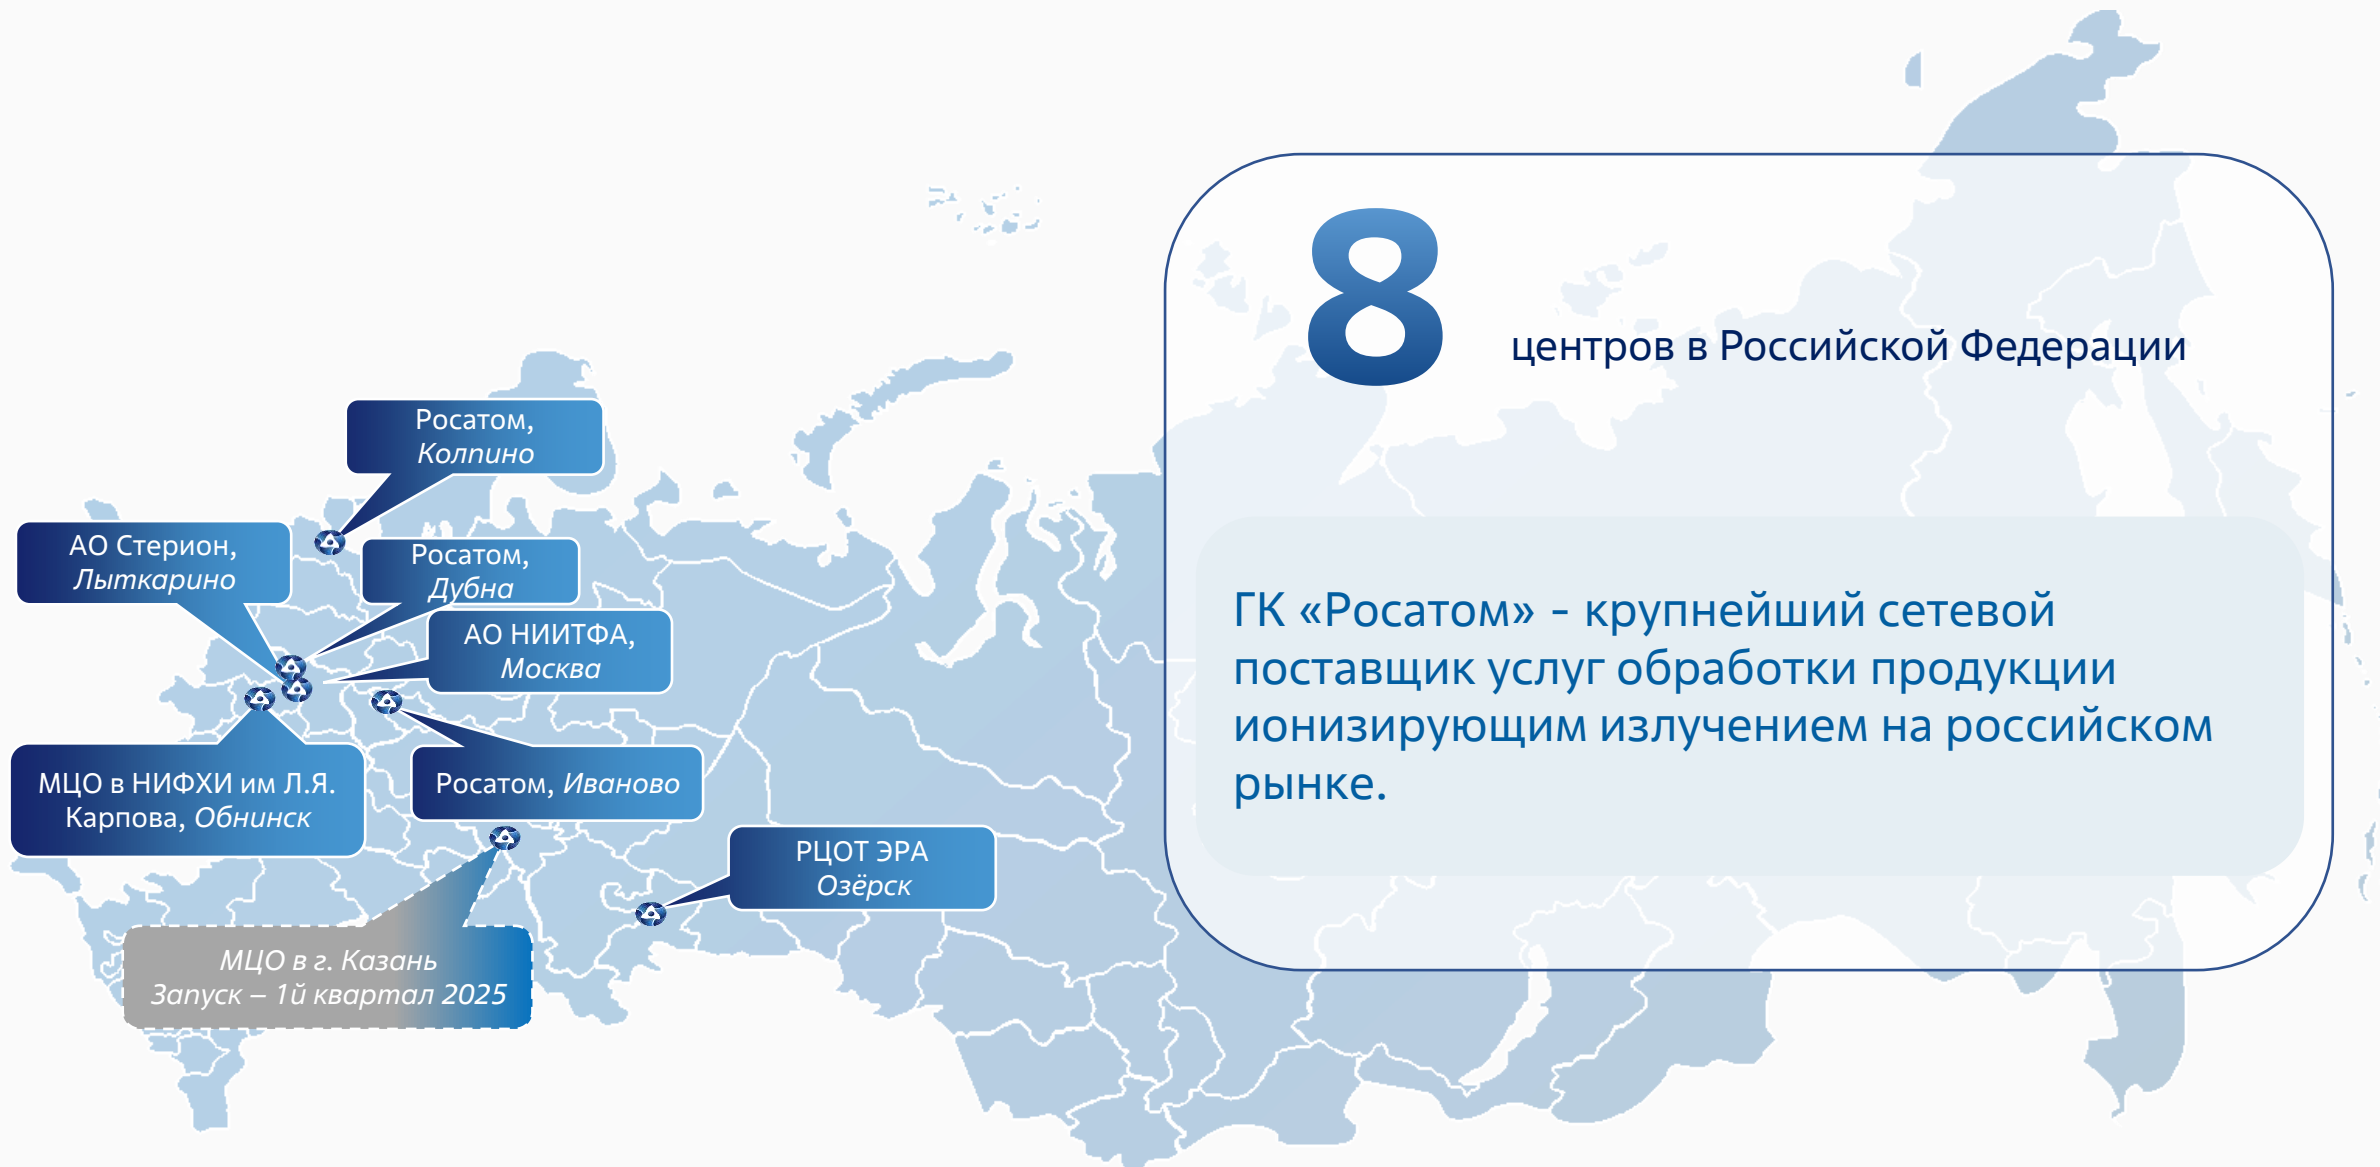 8
центров в Российской Федерации
Росатом,
Колпино
АО Стерион,
Лыткарино
Росатом,
Дубна
АО НИИТФА,
Москва
МЦО в НИФХИ им Л.Я.
Карпова, Обнинск
Росатом, Иваново
РЦОТ ЭРА
Озёрск
МЦО в г. Казань
Запуск – 1й квартал 2025
ГК «Росатом» - крупнейший сетевой
поставщик услуг обработки продукции
ионизирующим излучением на российском
рынке.